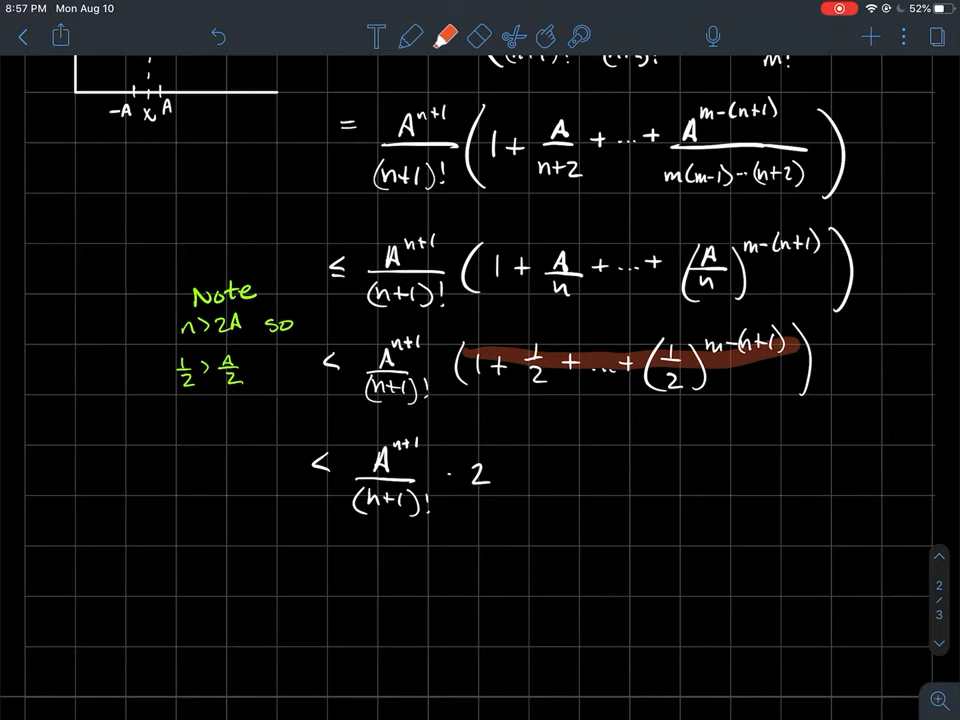 8:57 PM Mon Aug 10 52%
-A x A
= A^{n+1}/(n+1)! (1 + A/(n+2) + ... + A^{m-(n+1)}/(m(m-1)...(n+2)))
≤ A^{n+1}/(n+1)! (1 + A/n + ... + (A/n)^{m-(n+1)})
Note
n > 2A so
1/2 > A/2
< A^{n+1}/(n+1)! (1 + 1/2 + ... + (1/2)^{m-(n+1)})
< A^{n+1}/(n+1)! · 2
2
/
3